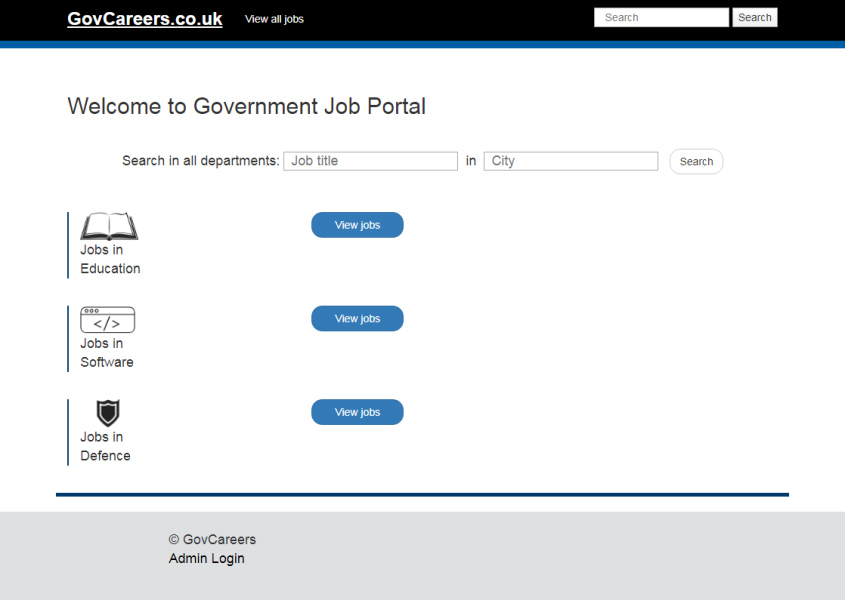 GovCareers.co.uk View all jobs Search Search
Welcome to Government Job Portal
Search in all departments: Job title in City Search
View jobs
Jobs in
Education
</>
View jobs
Jobs in
Software
View jobs
Jobs in
Defence
© GovCareers
Admin Login